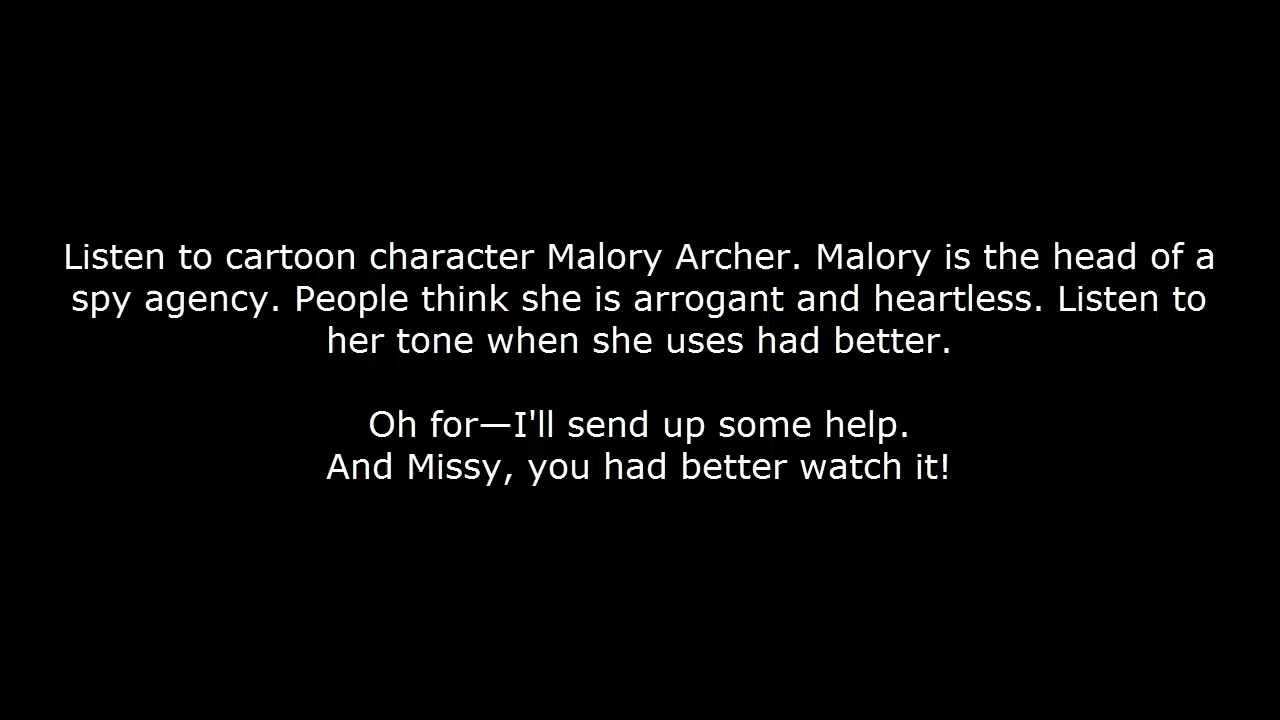 Listen to cartoon character Malory Archer. Malory is the head of a
spy agency. People think she is arrogant and heartless. Listen to
her tone when she uses had better.
Oh for—I'll send up some help.
And Missy, you had better watch it!